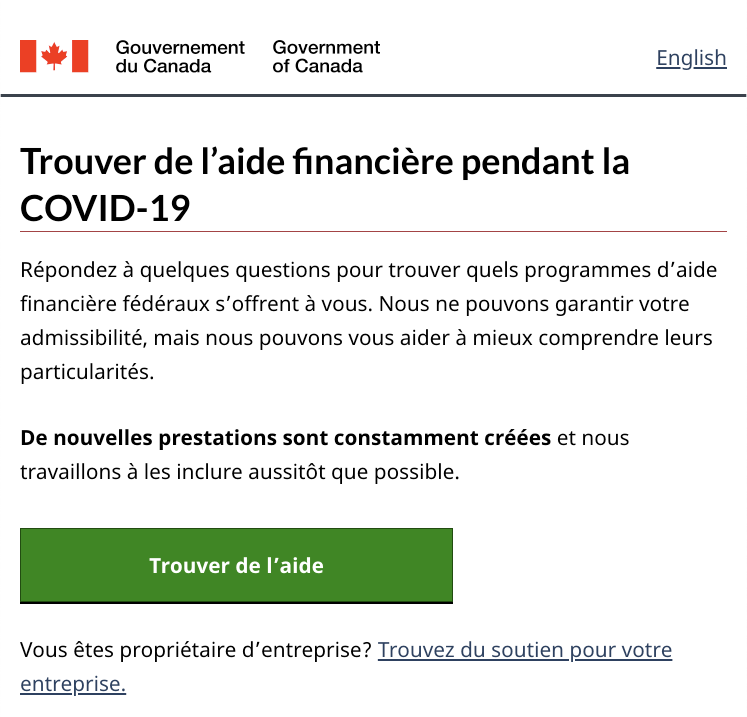 Gouvernement du Canada
Government of Canada
English
Trouver de l’aide financière pendant la
COVID-19
Répondez à quelques questions pour trouver quels programmes d’aide
financière fédéraux s’offrent à vous. Nous ne pouvons garantir votre
admissibilité, mais nous pouvons vous aider à mieux comprendre leurs
particularités.
De nouvelles prestations sont constamment créées et nous
travaillons à les inclure aussitôt que possible.
Trouver de l’aide
Vous êtes propriétaire d’entreprise? Trouvez du soutien pour votre
entreprise.